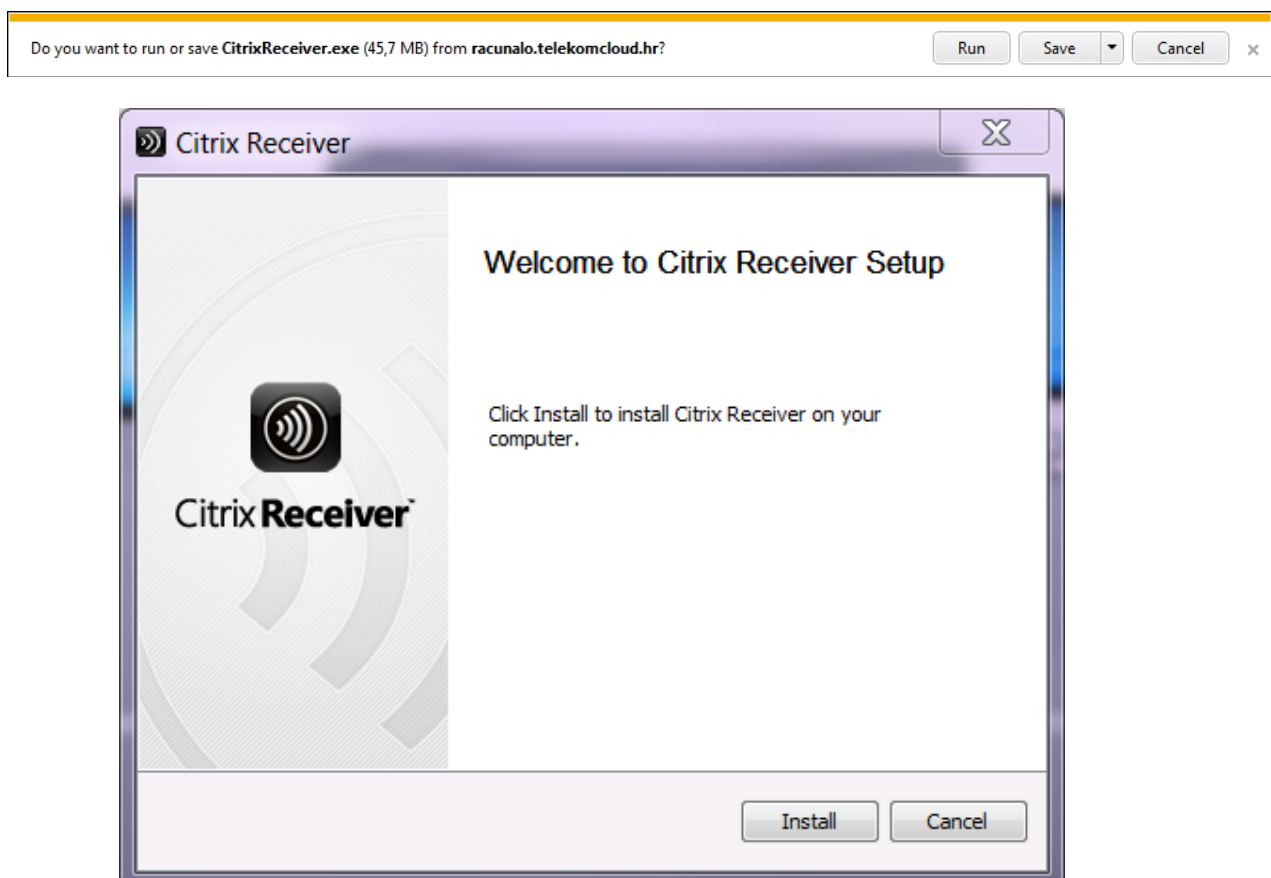 Do you want to run or save CitrixReceiver.exe (45,7 MB) from racunalo.telekomcloud.hr? Run Save Cancel
Citrix Receiver
Welcome to Citrix Receiver Setup
Click Install to install Citrix Receiver on your
computer.
Citrix Receiver™
Install Cancel